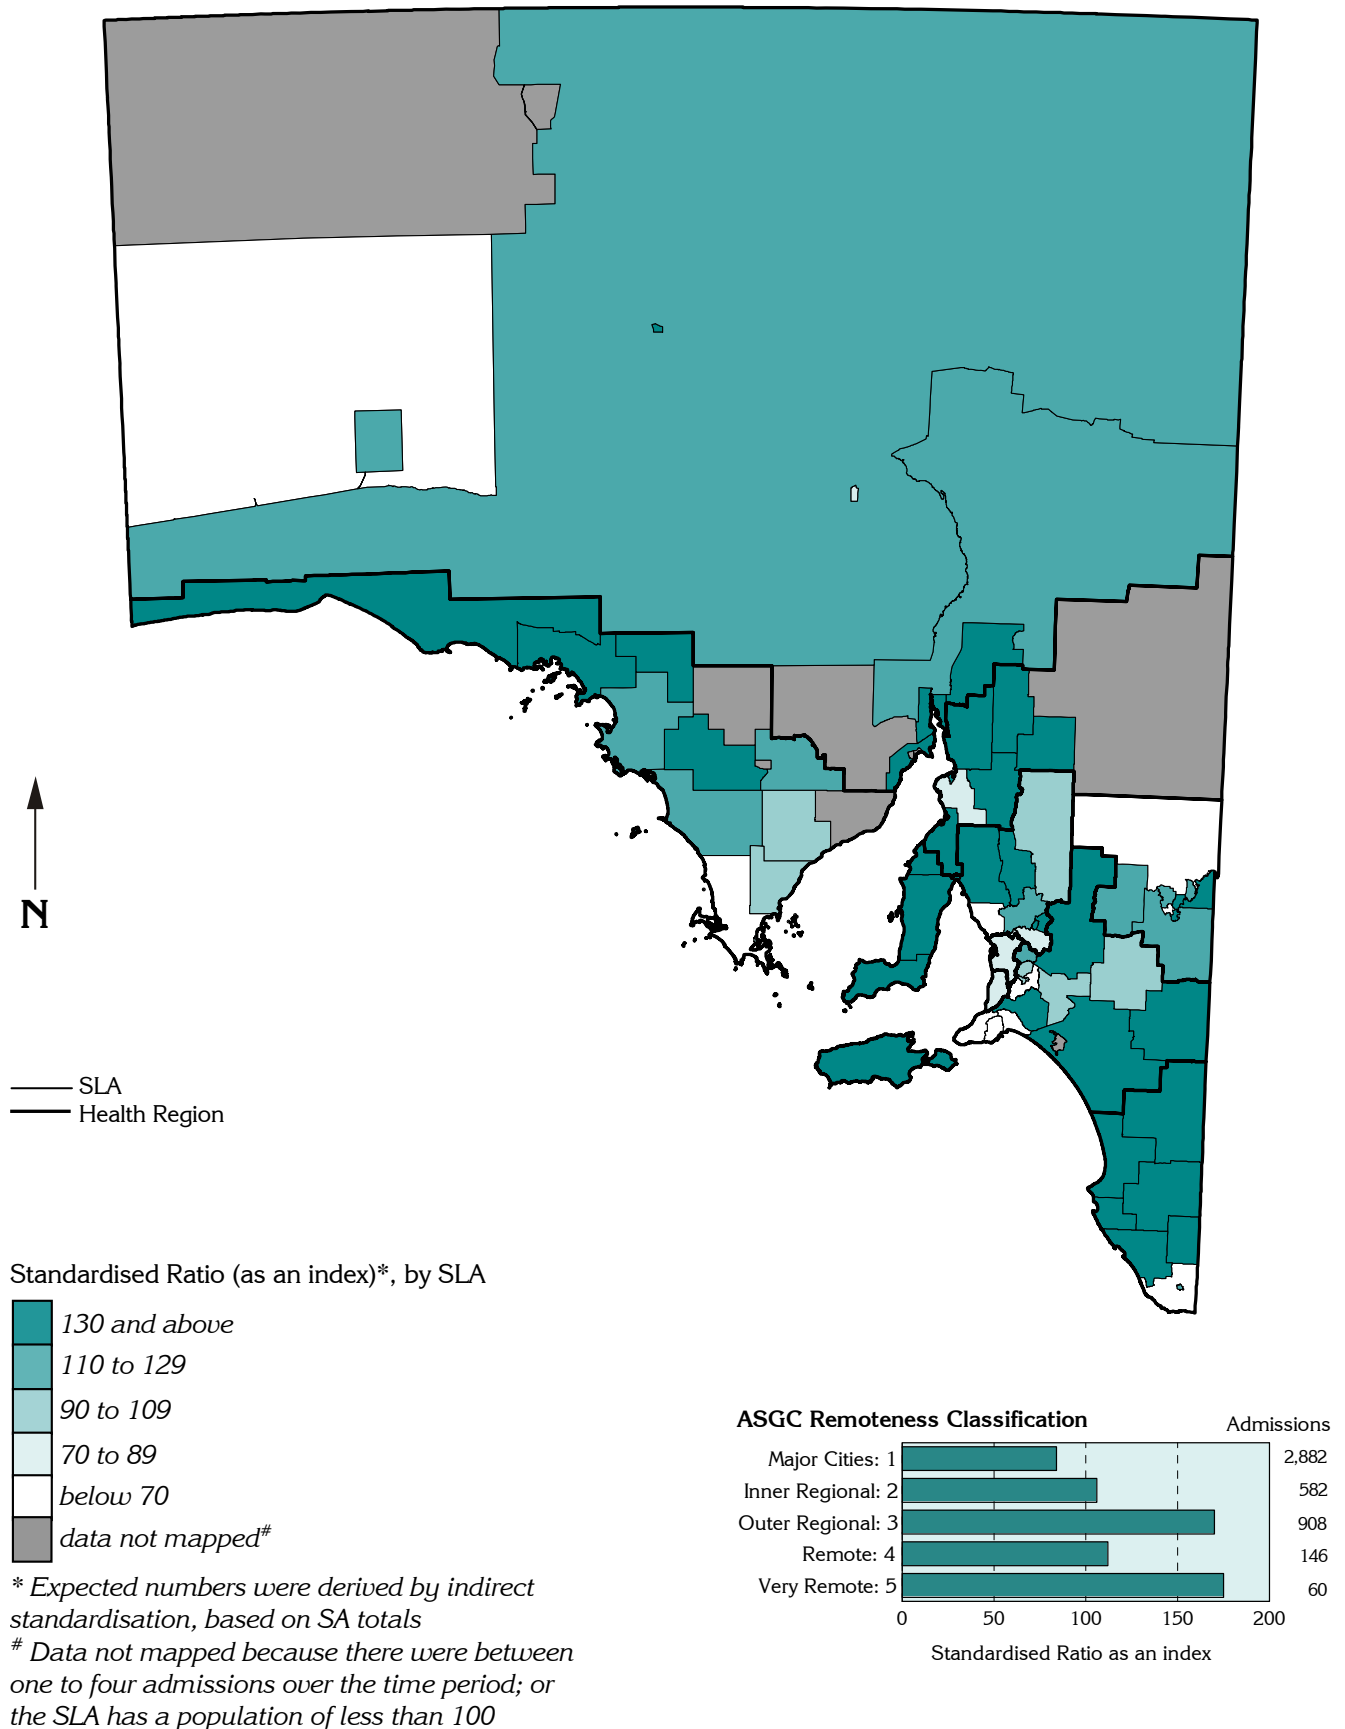 N
SLA
Health Region
Standardised Ratio (as an index)*, by SLA
130 and above
110 to 129
90 to 109
70 to 89
below 70
data not mapped#
* Expected numbers were derived by indirect
standardisation, based on SA totals
# Data not mapped because there were between
one to four admissions over the time period; or
the SLA has a population of less than 100
ASGC Remoteness Classification Admissions
Major Cities: 1 2,882
Inner Regional: 2 582
Outer Regional: 3 908
Remote: 4 146
Very Remote: 5 60
0 50 100 150 200
Standardised Ratio as an index